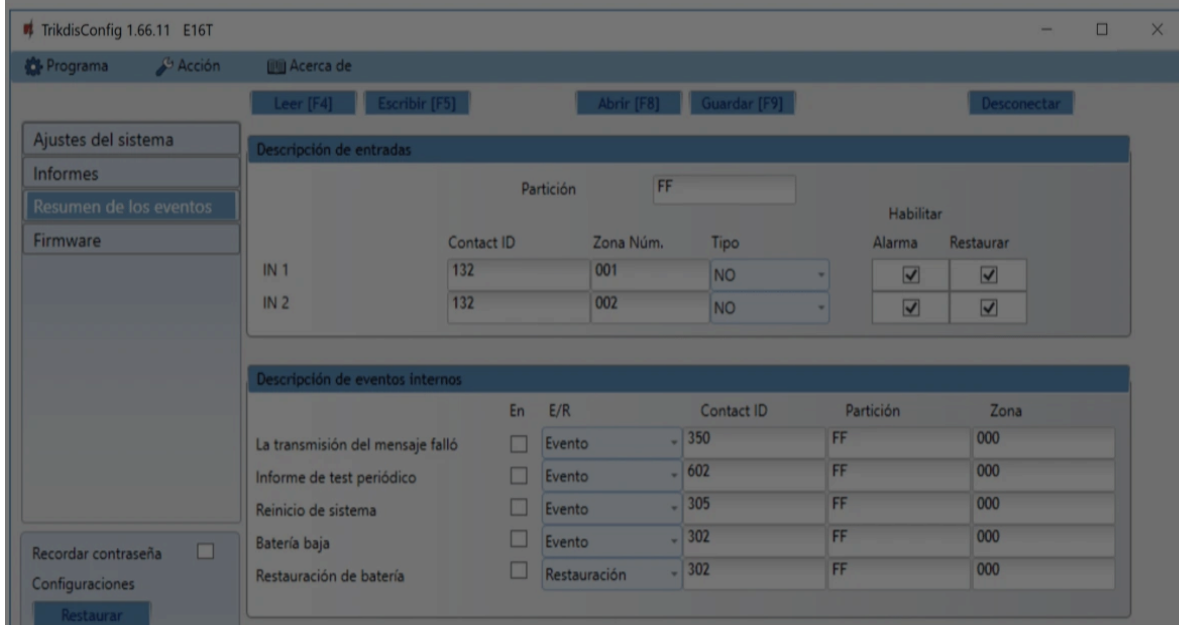 TrikdisConfig 1.66.11 E16T
Programa Acción Acerca de
Leer [F4] Escribir [F5] Abrir [F8] Guardar [F9] Desconectar
Ajustes del sistema
Informes
Resumen de los eventos
Firmware
Descripción de entradas
Partición FF
Habilitar
Contact ID Zona Núm. Tipo Alarma Restaurar
IN 1 132 001 NO
IN 2 132 002 NO
Descripción de eventos internos
En E/R Contact ID Partición Zona
La transmisión del mensaje falló Evento 350 FF 000
Informe de test periódico Evento 602 FF 000
Reinicio de sistema Evento 305 FF 000
Batería baja Evento 302 FF 000
Restauración de batería Restauración 302 FF 000
Recordar contraseña
Configuraciones
Restaurar